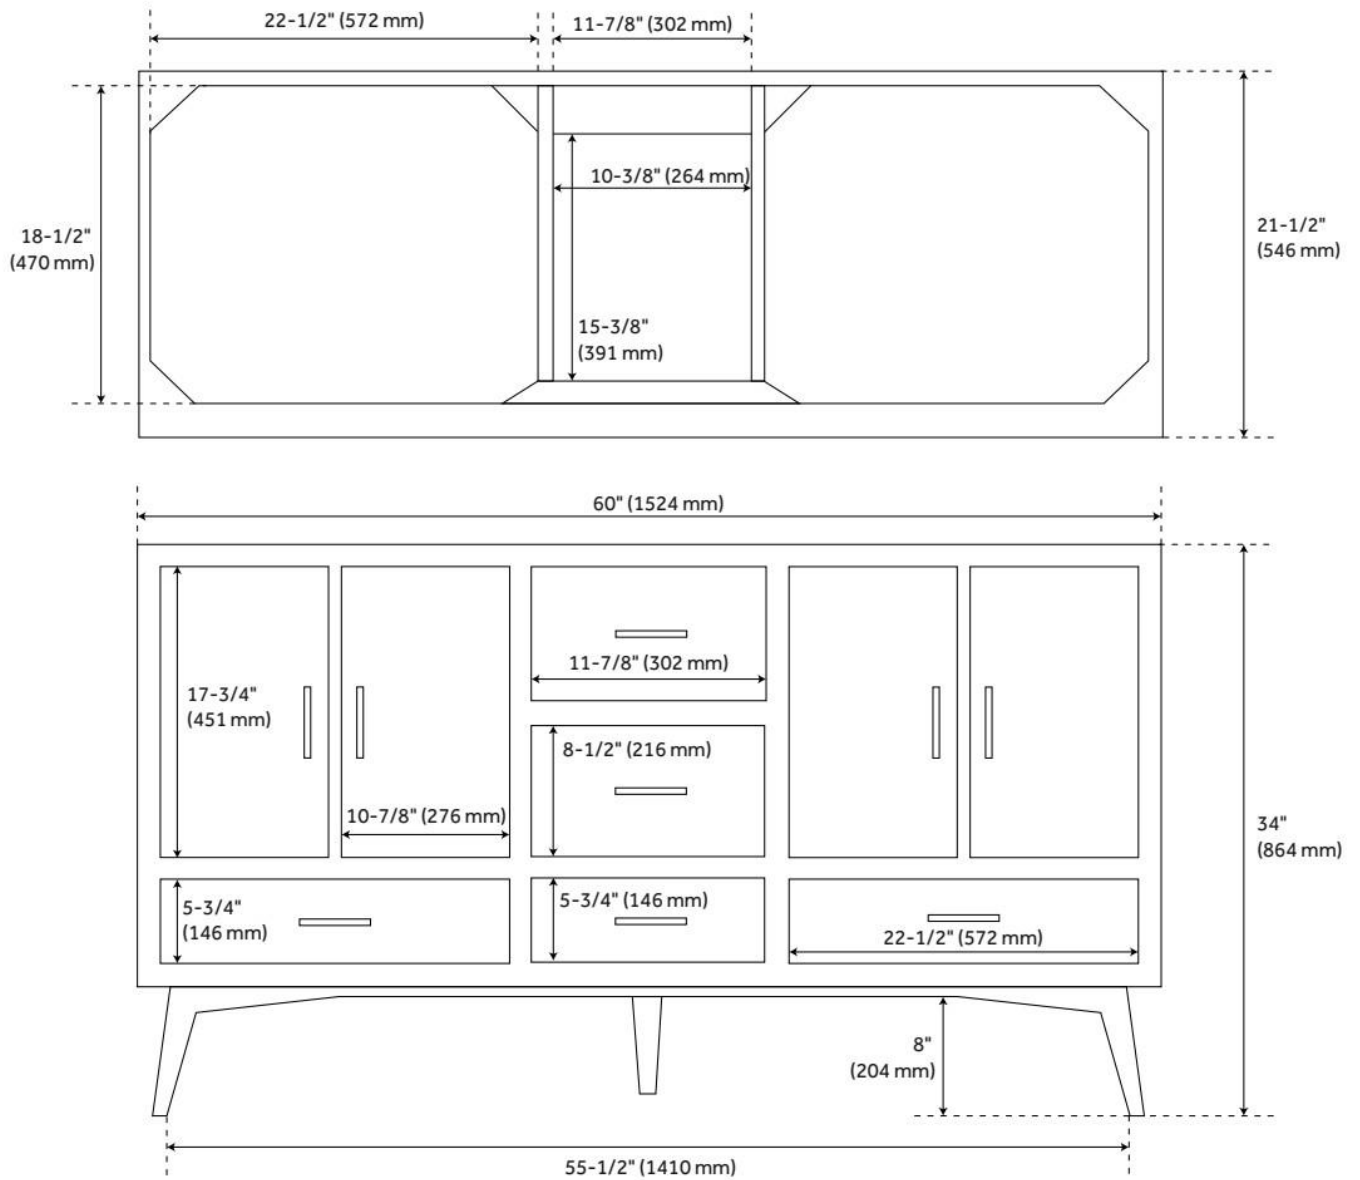 22-1/2" (572 mm)
11-7/8" (302 mm)
10-3/8" (264 mm)
18-1/2"
(470 mm)
21-1/2"
(546 mm)
15-3/8"
(391 mm)
60" (1524 mm)
17-3/4"
(451 mm)
11-7/8" (302 mm)
8-1/2" (216 mm)
10-7/8" (276 mm)
34"
(864 mm)
5-3/4"
(146 mm)
5-3/4" (146 mm)
22-1/2" (572 mm)
8"
(204 mm)
55-1/2" (1410 mm)